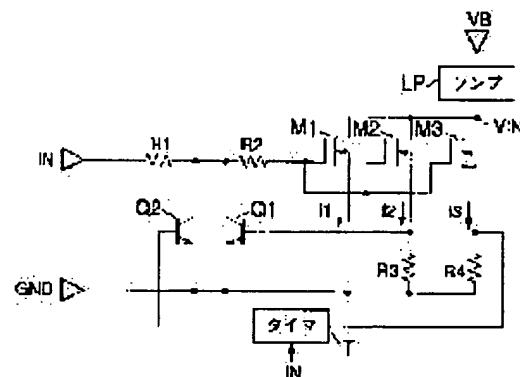 VB
LP ランプ
VIN
M1 M2 M3
IN R1 R2
Q2 Q1 I1 I2 I3
R3 R4
GND
タイマ
T
IN